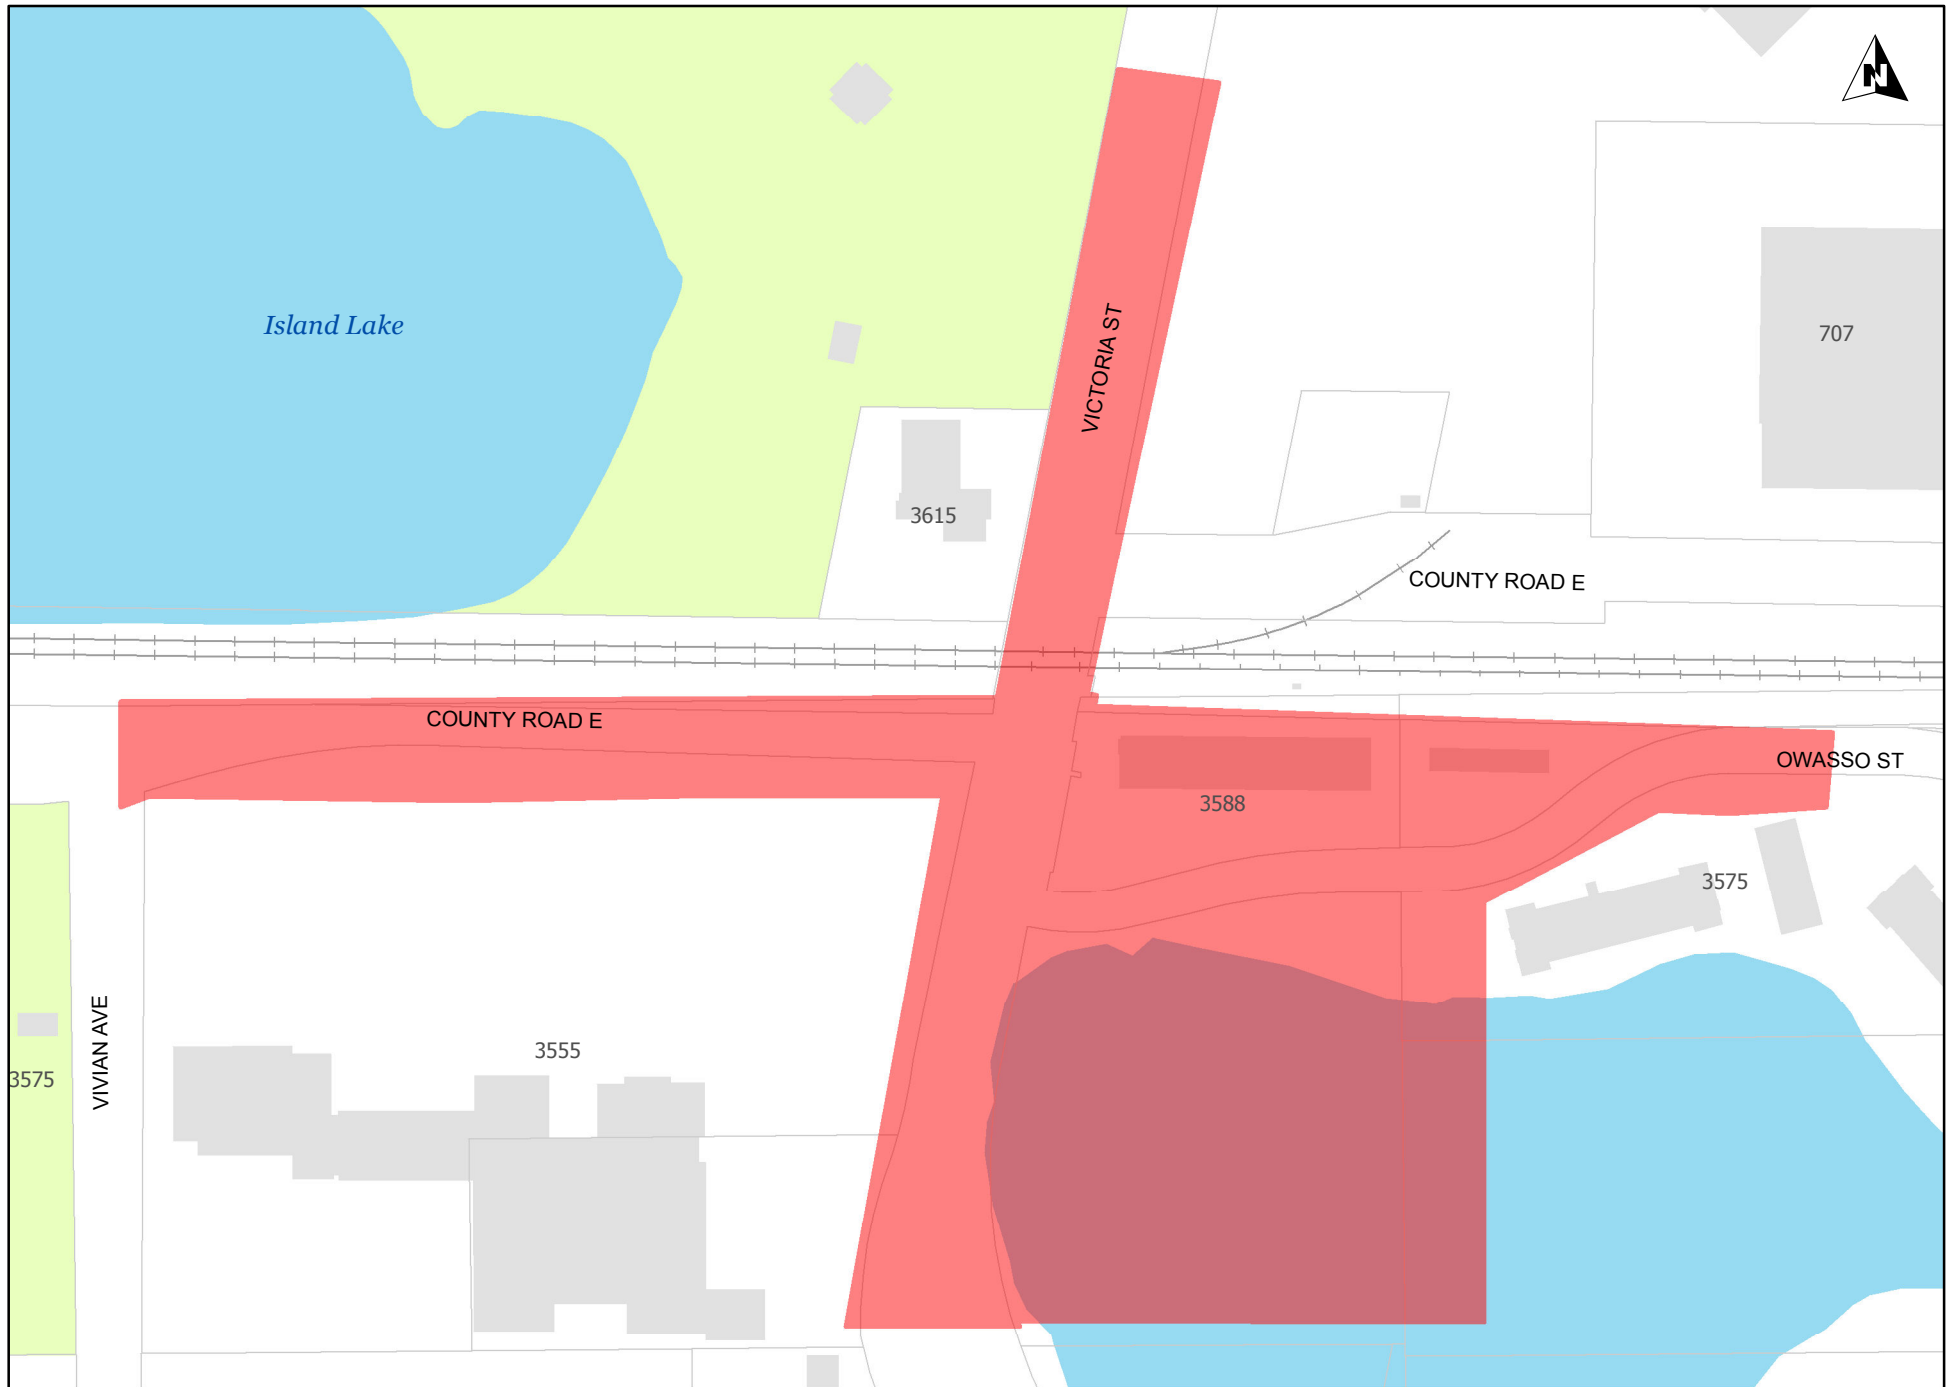 N
Island Lake
VICTORIA ST
707
3615
COUNTY ROAD E
COUNTY ROAD E
OWASSO ST
3588
3575
3555
VIVIAN AVE
3575